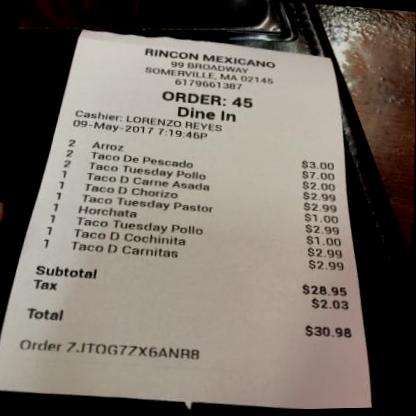 RINCON MEXICANO
99 BROADWAY
SOMERVILLE, MA 02145
6179661387
ORDER: 45
Dine In
Cashier: LORENZO REYES
09-May-2017 7:19:46P
2 Arroz $3.00
2 Taco De Pescado $7.00
2 Taco Tuesday Pollo $2.00
1 Taco D Carne Asada $2.99
1 Taco D Chorizo $2.99
1 Taco Tuesday Pastor $1.00
1 Horchata $2.99
1 Taco Tuesday Pollo $1.00
1 Taco D Cochinita $2.99
1 Taco D Carnitas $2.99
Subtotal $28.95
Tax $2.03
Total $30.98
Order ZJTOG7ZX6ANR8